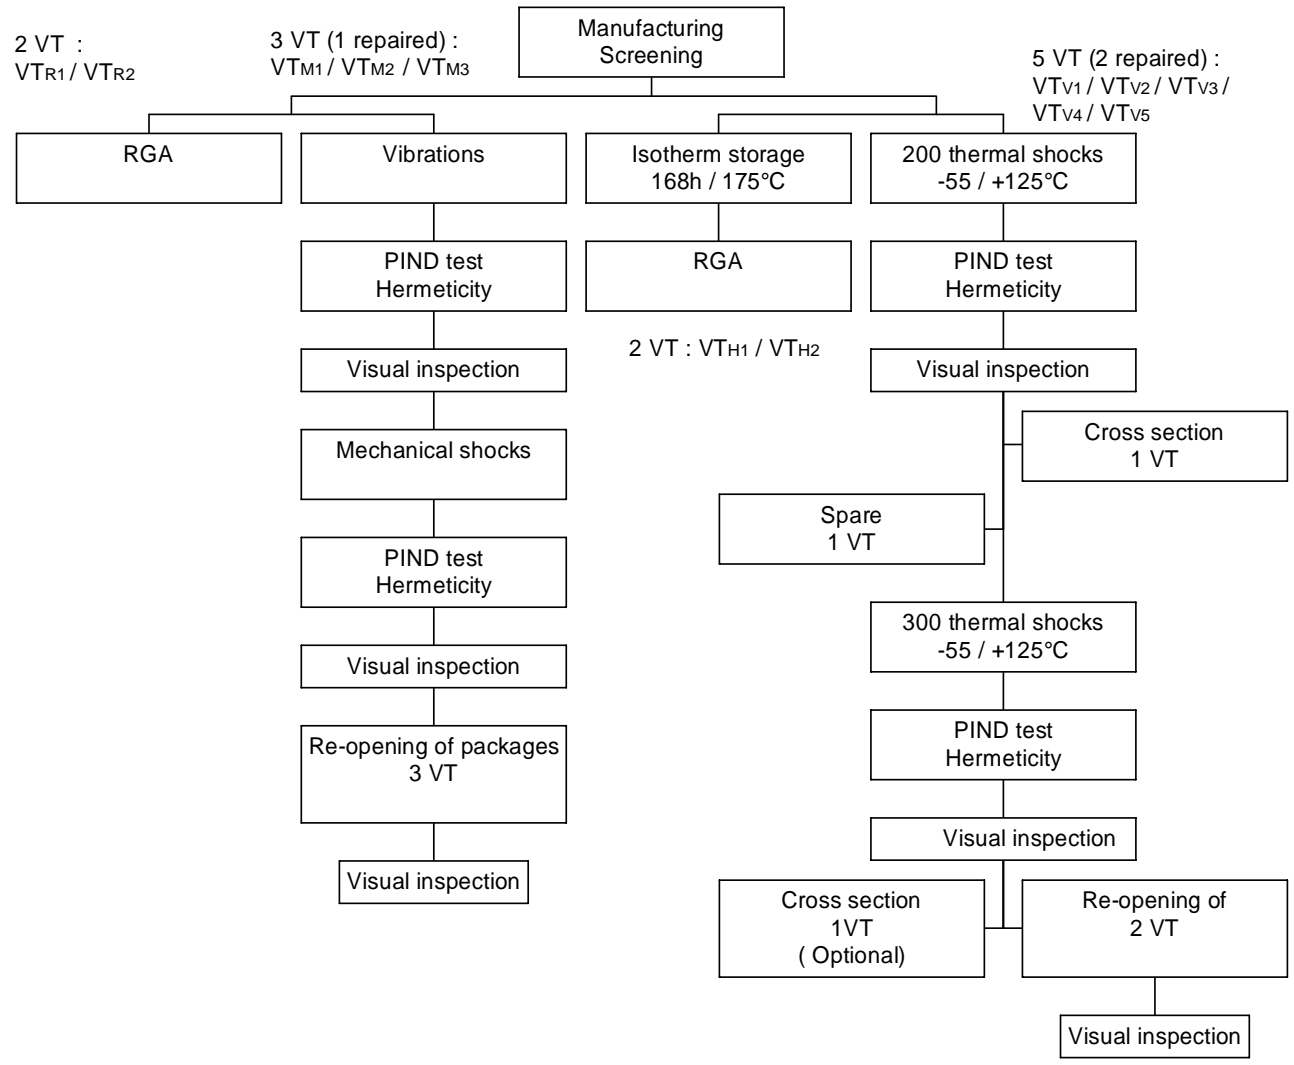 Manufacturing
Screening
2 VT :
VTR1 / VTR2
3 VT (1 repaired) :
VTM1 / VTM2 / VTM3
5 VT (2 repaired) :
VTV1 / VTV2 / VTV3 /
VTV4 / VTV5
RGA
Vibrations
Isotherm storage
168h / 175°C
200 thermal shocks
-55 / +125°C
PIND test
Hermeticity
RGA
PIND test
Hermeticity
2 VT : VTH1 / VTH2
Visual inspection
Visual inspection
Mechanical shocks
Cross section
1 VT
Spare
1 VT
PIND test
Hermeticity
300 thermal shocks
-55 / +125°C
Visual inspection
Re-opening of packages
3 VT
PIND test
Hermeticity
Visual inspection
Visual inspection
Cross section
1VT
( Optional)
Re-opening of
2 VT
Visual inspection